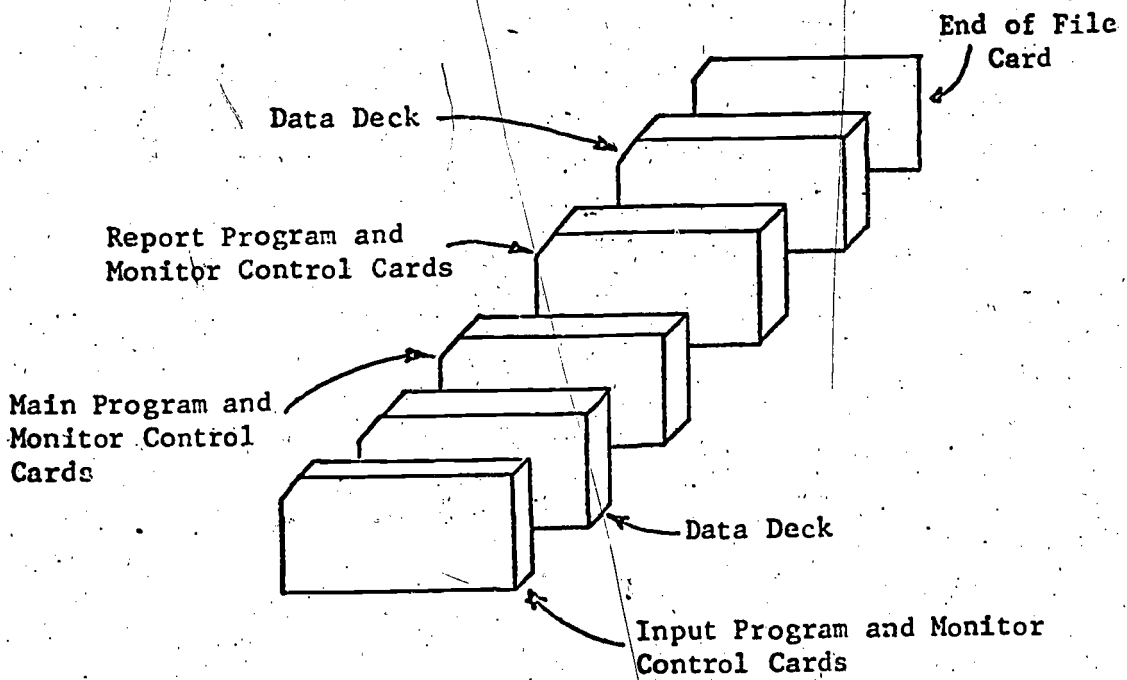 End of File
Card
Data Deck
Report Program and
Monitor Control Cards
Main Program and
Monitor Control
Cards
Data Deck
Input Program and Monitor
Control Cards